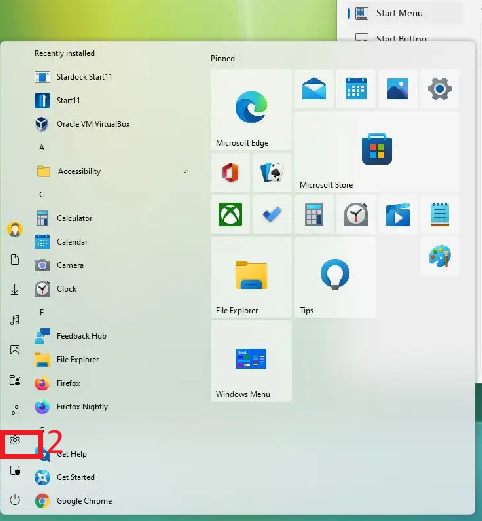 Start Menu
Start Button
Recently installed
Stardock Start11
Start11
Oracle VM VirtualBox
A
Accessibility
C
Calculator
Calendar
Camera
Clock
F
Feedback Hub
File Explorer
Firefox
Firefox Nightly
G
2
Get Help
Get Started
Google Chrome
Pinned
Microsoft Edge
Microsoft Store
File Explorer
Tips
Windows Menu